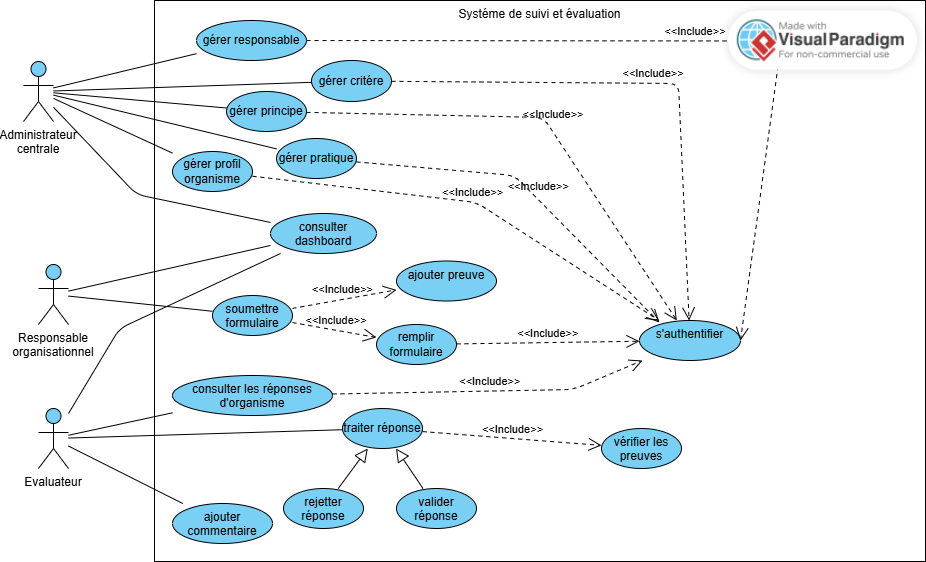 Systéme de suivi et évaluation
Made with
Visual Paradigm
For non-commercial use
gérer responsable
<<Include>>
gérer critére
<<Include>>
gérer principe
<<Include>>
Administrateur
centrale
gérer pratique
<<Include>>
gérer profil
organisme
<<Include>>
consulter
dashboard
ajouter preuve
<<Include>>
soumettre
formulaire
<<Include>>
Responsable
organisationnel
remplir
formulaire
<<Include>>
s'authentifier
consulter les réponses
d'organisme
<<Include>>
traiter réponse
<<Include>>
vérifier les
preuves
Evaluateur
rejetter
réponse
valider
réponse
ajouter
commentaire